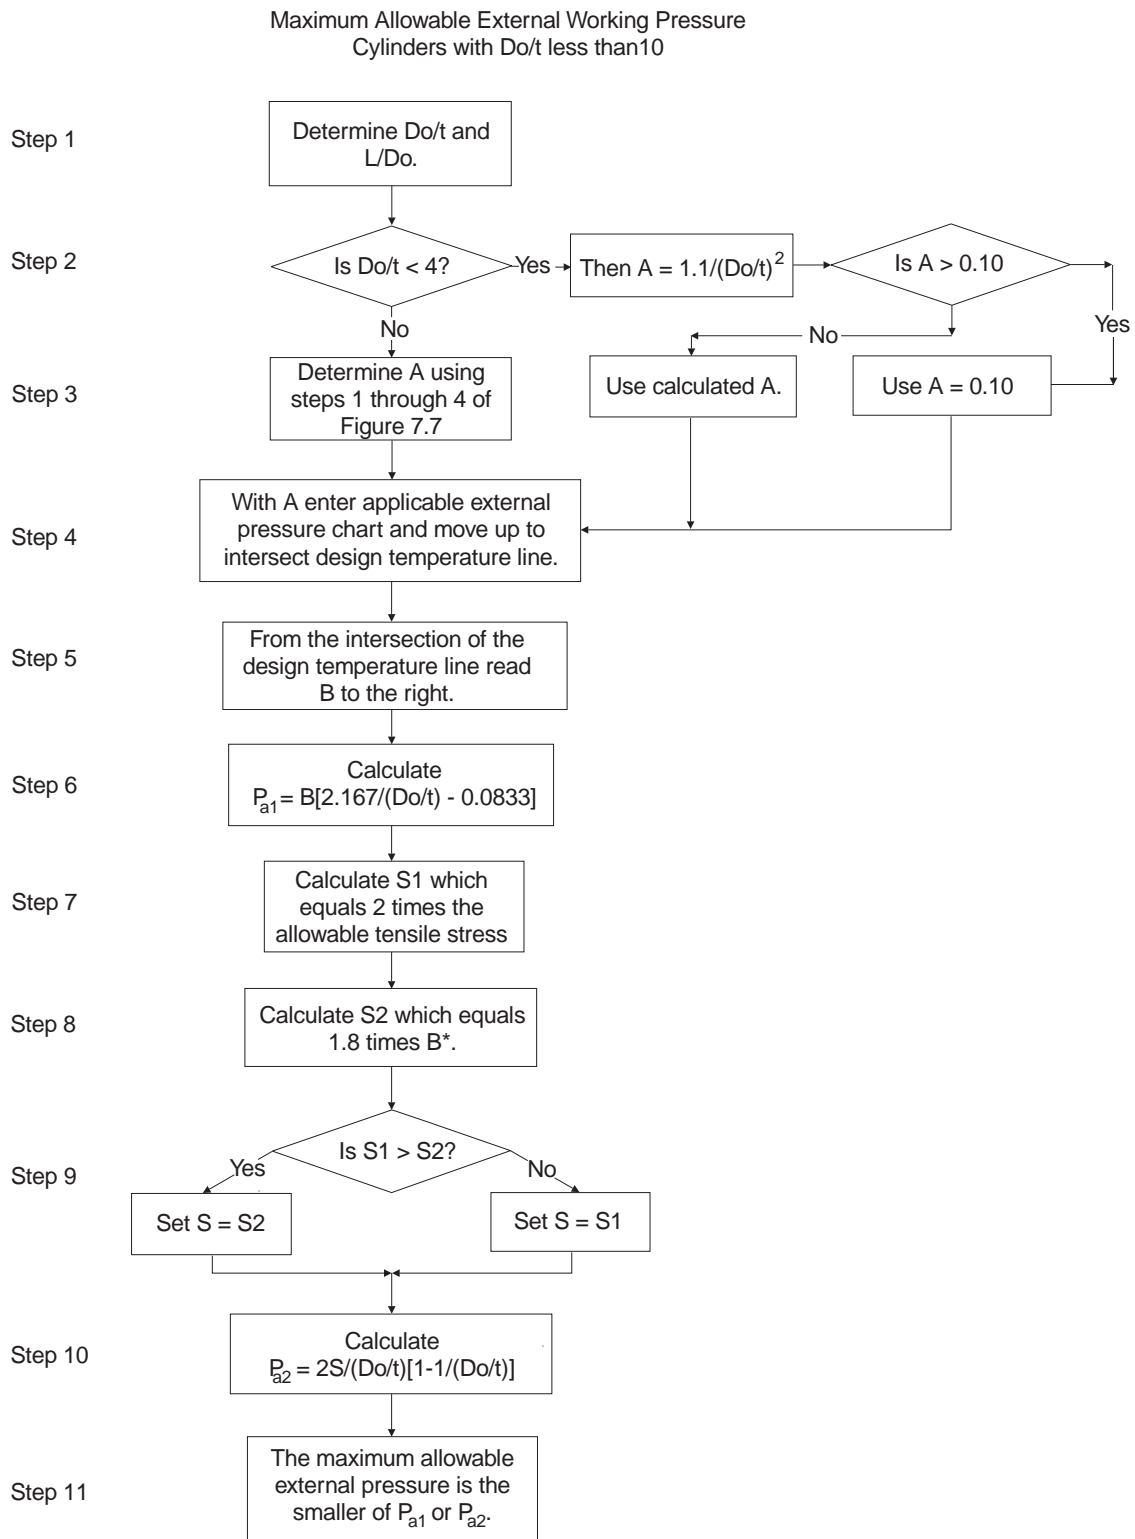 Maximum Allowable External Working Pressure
Cylinders with Do/t less than10
Step 1
Determine Do/t and
L/Do.
Step 2
Is Do/t < 4?
Yes
Then A = 1.1/(Do/t)²
Is A > 0.10
No
No
Yes
Step 3
Determine A using
steps 1 through 4 of
Figure 7.7
Use calculated A.
Use A = 0.10
Step 4
With A enter applicable external
pressure chart and move up to
intersect design temperature line.
Step 5
From the intersection of the
design temperature line read
B to the right.
Step 6
Calculate
Pa1 = B[2.167/(Do/t) - 0.0833]
Step 7
Calculate S1 which
equals 2 times the
allowable tensile stress
Step 8
Calculate S2 which equals
1.8 times B*.
Step 9
Is S1 > S2?
Yes
No
Set S = S2
Set S = S1
Step 10
Calculate
Pa2 = 2S/(Do/t)[1-1/(Do/t)]
Step 11
The maximum allowable
external pressure is the
smaller of Pa1 or Pa2.